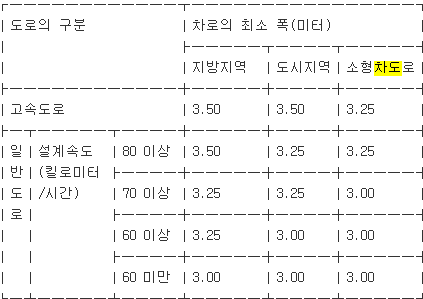 도로의 구분 차로의 최소 폭(미터)
지방지역 도시지역 소형차도로
고속도로 3.50 3.50 3.25
일 설계속도 80 이상 3.50 3.25 3.25
반 (킬로미터
도 /시간) 70 이상 3.25 3.25 3.00
로
60 이상 3.25 3.00 3.00
60 미만 3.00 3.00 3.00